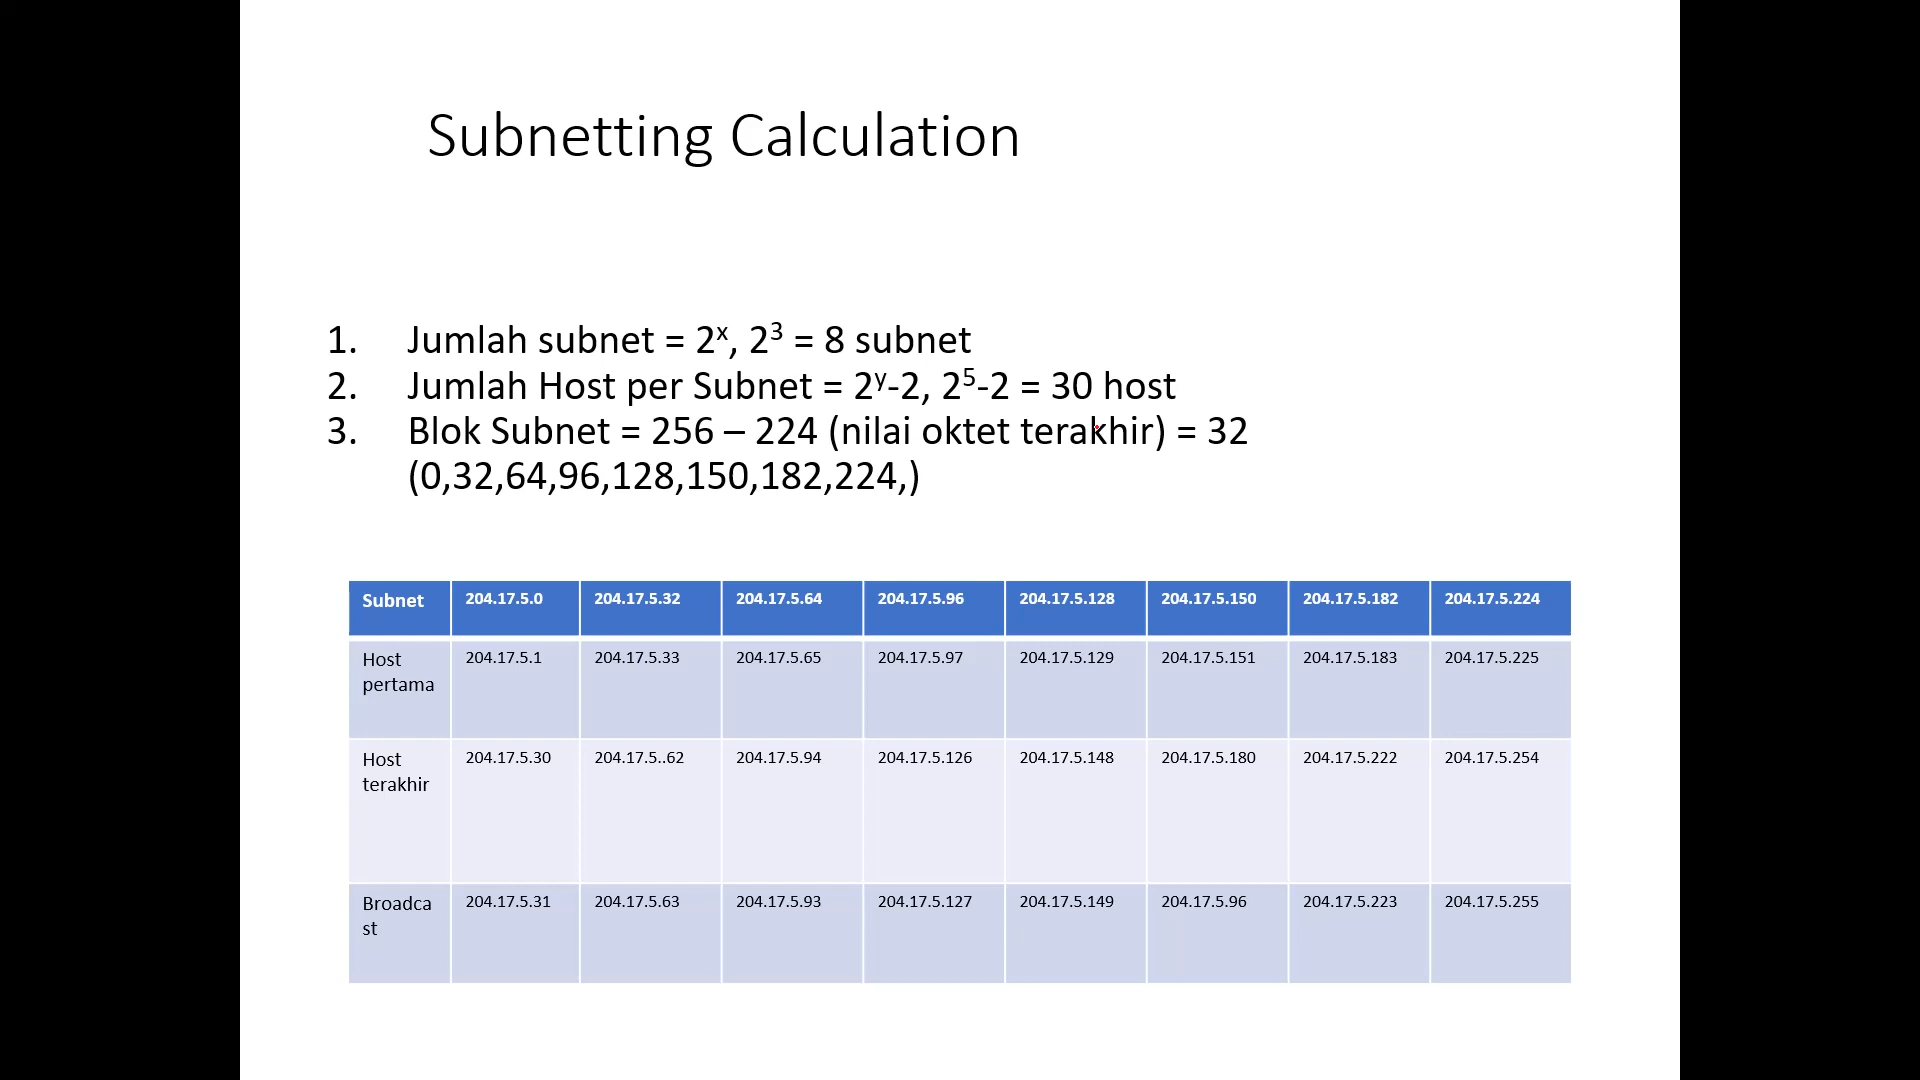 Subnetting Calculation
1. Jumlah subnet = 2ˣ, 2³ = 8 subnet
2. Jumlah Host per Subnet = 2ʸ-2, 2⁵-2 = 30 host
3. Blok Subnet = 256 – 224 (nilai oktet terakhir) = 32
(0,32,64,96,128,150,182,224,)
Subnet 204.17.5.0 204.17.5.32 204.17.5.64 204.17.5.96 204.17.5.128 204.17.5.150 204.17.5.182 204.17.5.224
Host 204.17.5.1 204.17.5.33 204.17.5.65 204.17.5.97 204.17.5.129 204.17.5.151 204.17.5.183 204.17.5.225
pertama
Host 204.17.5.30 204.17.5..62 204.17.5.94 204.17.5.126 204.17.5.148 204.17.5.180 204.17.5.222 204.17.5.254
terakhir
Broadca 204.17.5.31 204.17.5.63 204.17.5.93 204.17.5.127 204.17.5.149 204.17.5.96 204.17.5.223 204.17.5.255
st